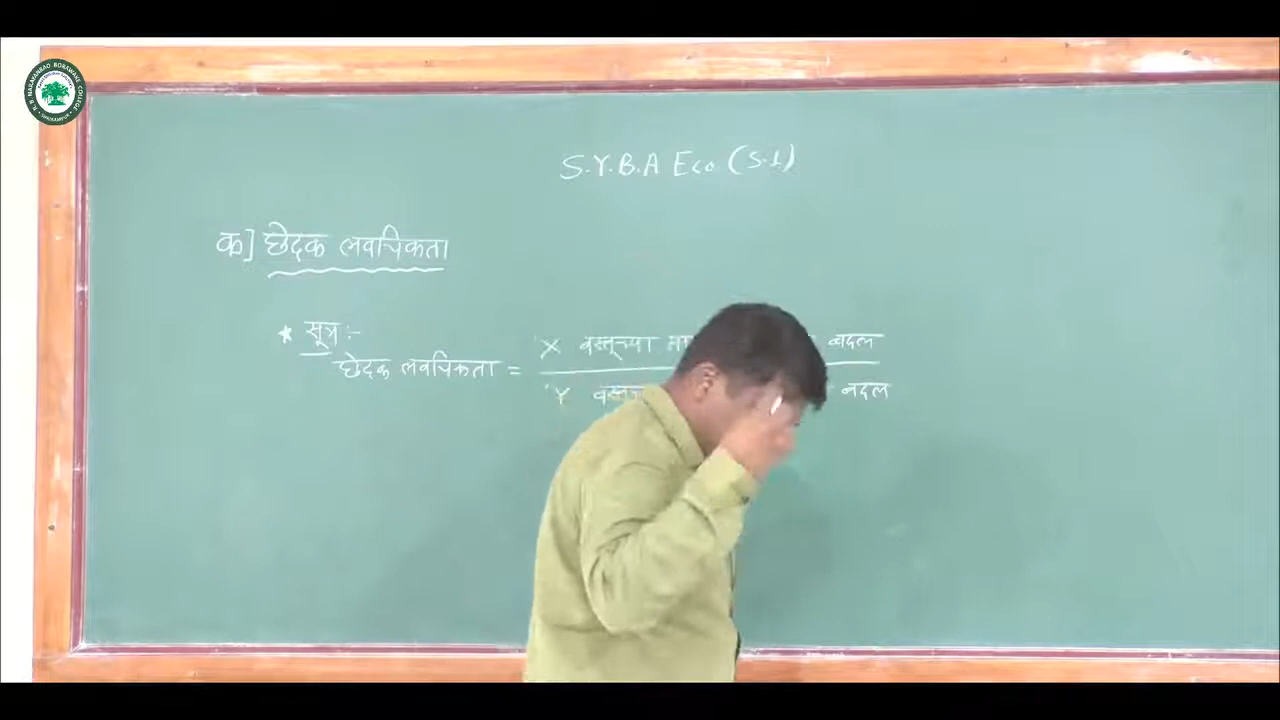 S.Y.B.A Eco. (S-1)
क] छेदक लवचिकता
* सूत्र :-
छेदक लवचिकता = 'X वस्तूच्या बदल
'Y बदल